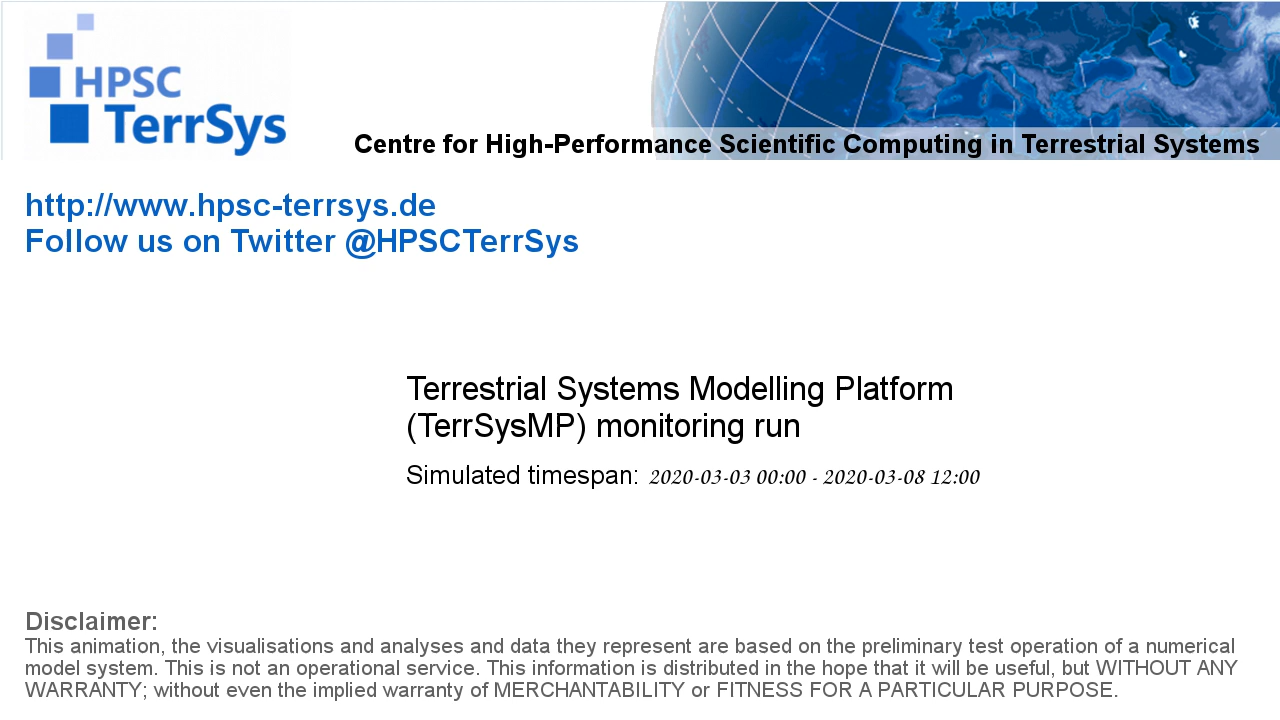 HPSC
TerrSys
Centre for High-Performance Scientific Computing in Terrestrial Systems
http://www.hpsc-terrsys.de
Follow us on Twitter @HPSCTerrSys
Terrestrial Systems Modelling Platform
(TerrSysMP) monitoring run
Simulated timespan: 2020-03-03 00:00 - 2020-03-08 12:00
Disclaimer:
This animation, the visualisations and analyses and data they represent are based on the preliminary test operation of a numerical
model system. This is not an operational service. This information is distributed in the hope that it will be useful, but WITHOUT ANY
WARRANTY; without even the implied warranty of MERCHANTABILITY or FITNESS FOR A PARTICULAR PURPOSE.